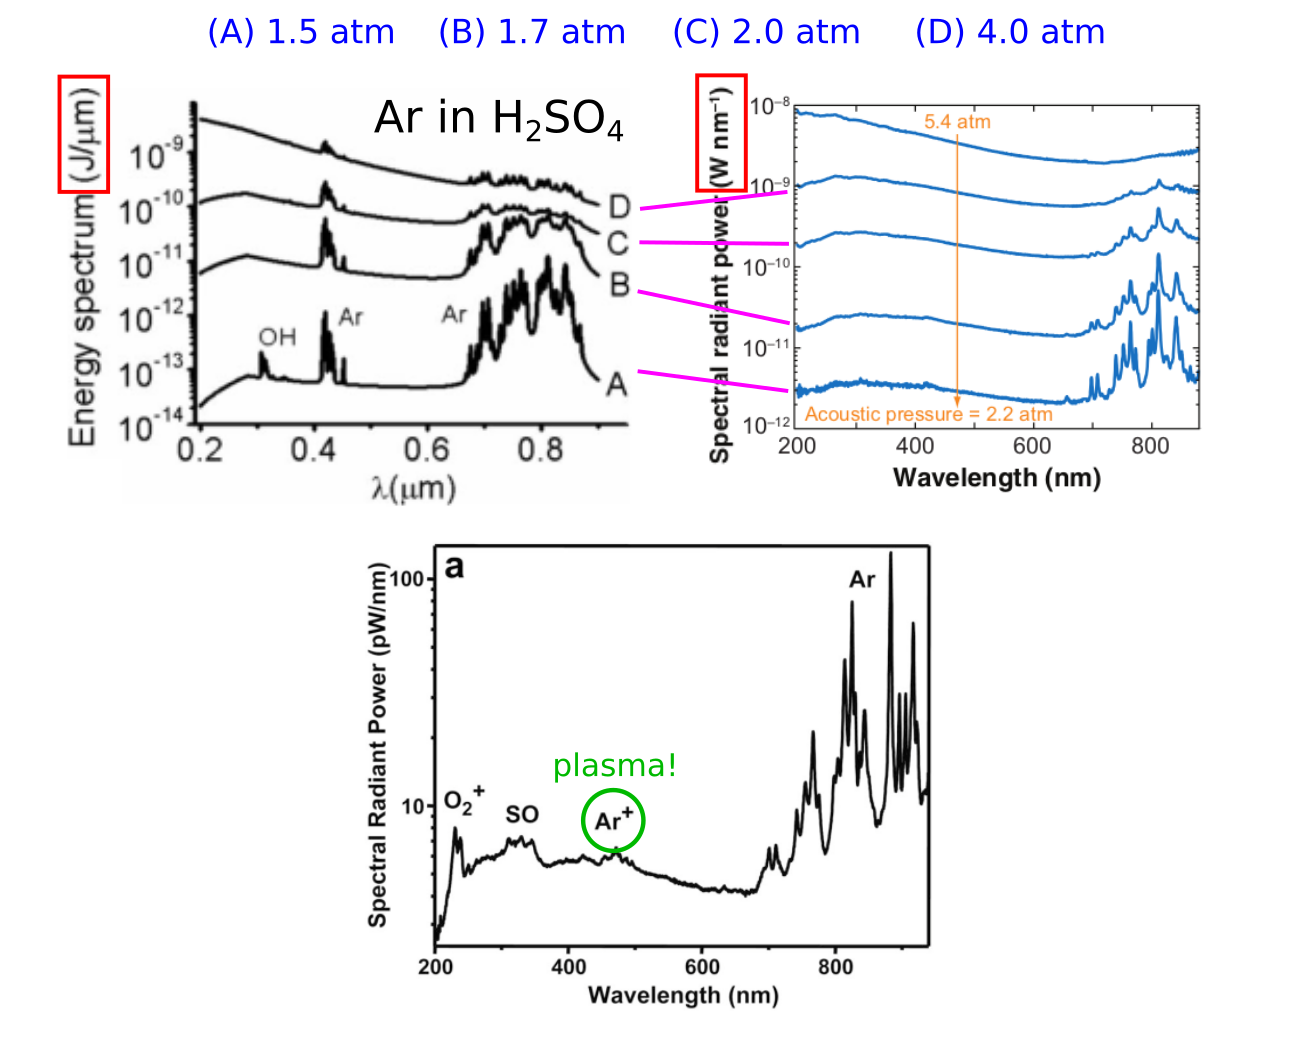 (A) 1.5 atm (B) 1.7 atm (C) 2.0 atm (D) 4.0 atm
Energy spectrum (J/μm)
Ar in H₂SO₄
10⁻⁹
10⁻¹⁰
10⁻¹¹
10⁻¹²
10⁻¹³
10⁻¹⁴
OH
Ar
Ar
D
C
B
A
0.2 0.4 0.6 0.8
λ(μm)
Spectral radiant power (W nm⁻¹)
10⁻⁸
10⁻⁹
10⁻¹⁰
10⁻¹¹
10⁻¹²
5.4 atm
Acoustic pressure = 2.2 atm
200 400 600 800
Wavelength (nm)
Spectral Radiant Power (pW/nm)
a
100
10
Ar
plasma!
O₂⁺
SO
Ar⁺
200 400 600 800
Wavelength (nm)